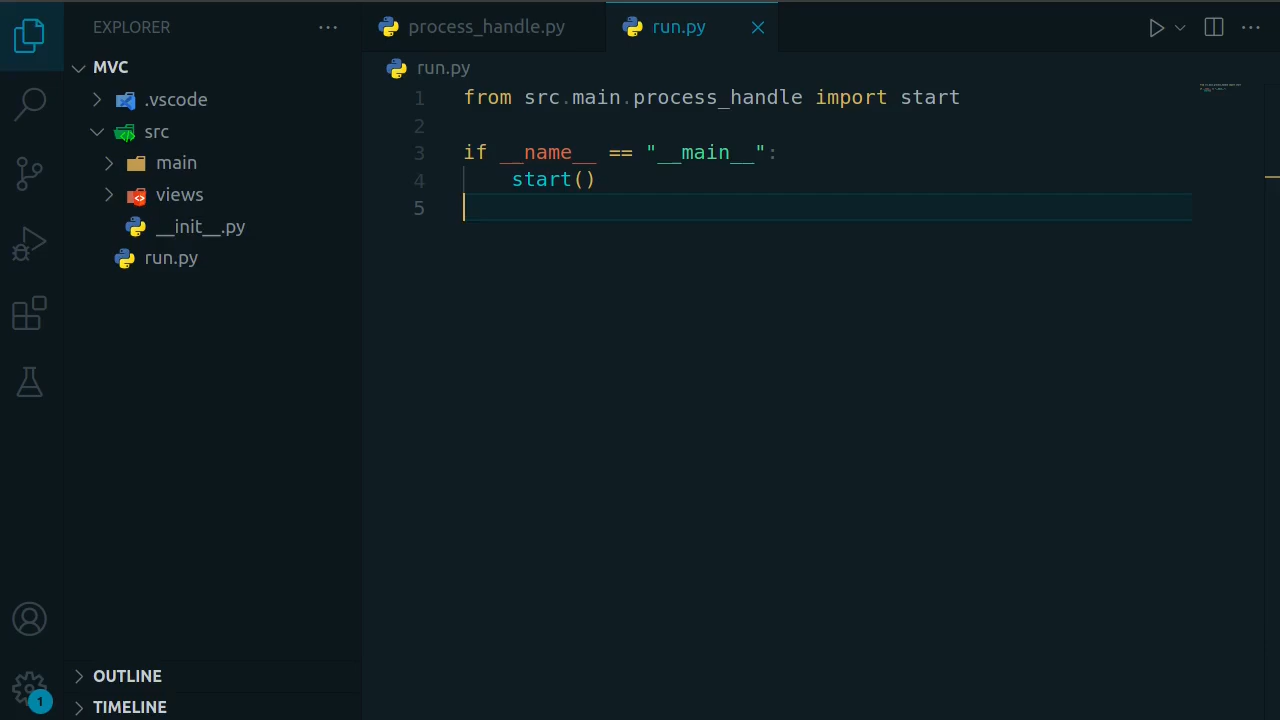 EXPLORER
MVC
.vscode
src
main
views
__init__.py
run.py
OUTLINE
TIMELINE
1
process_handle.py
run.py
run.py
1 from src.main.process_handle import start
2
3 if __name__ == "__main__":
4     start()
5